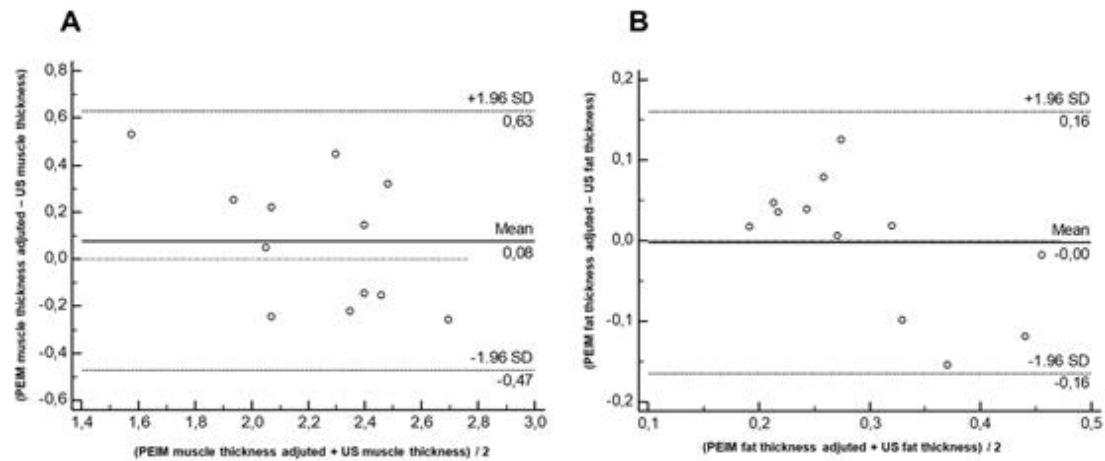 A
(PEIM muscle thickness adjuted – US muscle thickness)
0,8
0,6
0,4
0,2
0,0
-0,2
-0,4
-0,6
+1.96 SD
0,63
Mean
0,08
-1.96 SD
-0,47
1,4 1,6 1,8 2,0 2,2 2,4 2,6 2,8 3,0
(PEIM muscle thickness adjuted + US muscle thickness) / 2
B
(PEIM fat thickness adjuted – US fat thickness)
0,2
0,1
0,0
-0,1
-0,2
+1.96 SD
0,16
Mean
-0,00
-1.96 SD
-0,16
0,1 0,2 0,3 0,4 0,5
(PEIM fat thickness adjuted + US fat thickness) / 2